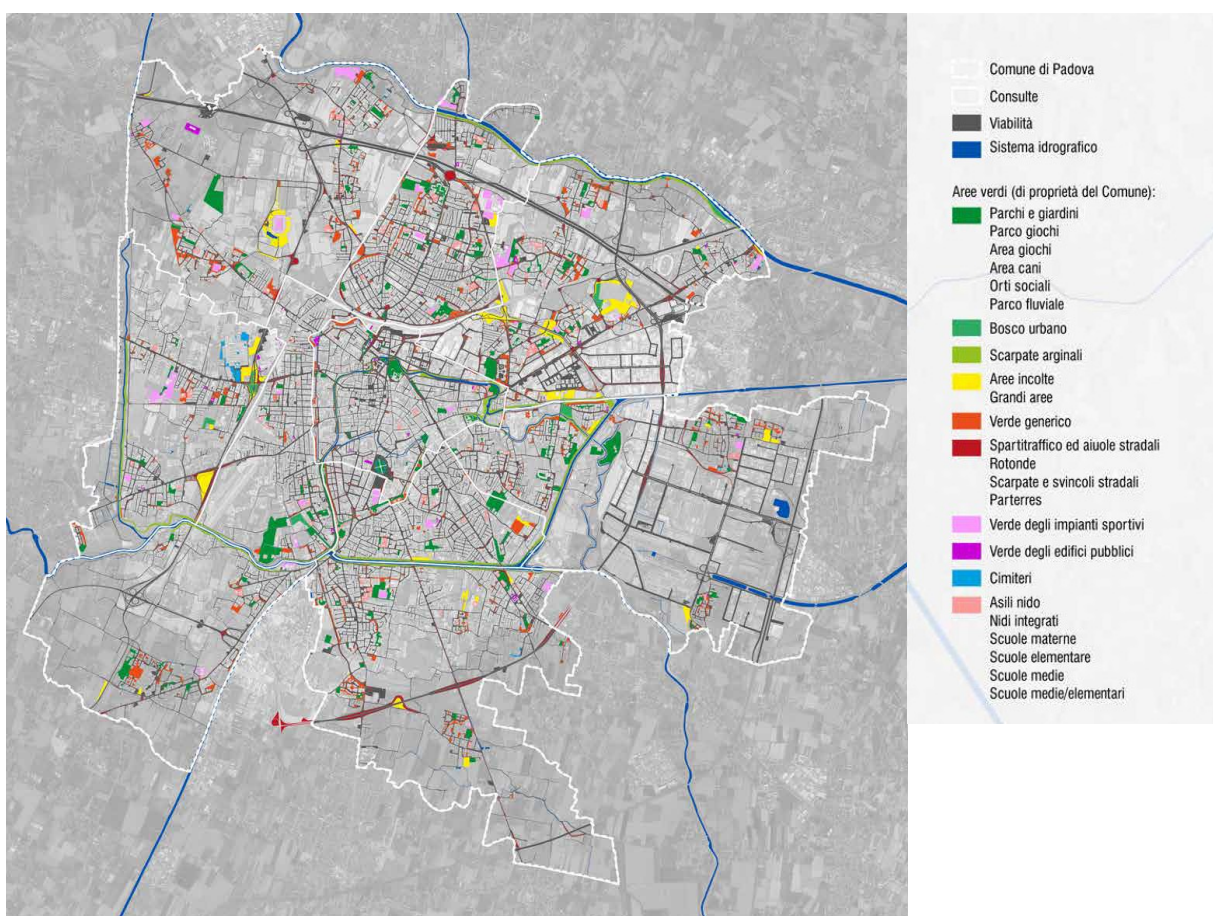 Comune di Padova
Consulte
Viabilità
Sistema idrografico
Aree verdi (di proprietà del Comune):
Parchi e giardini
Parco giochi
Area giochi
Area cani
Orti sociali
Parco fluviale
Bosco urbano
Scarpate arginali
Aree incolte
Grandi aree
Verde generico
Spartitraffico ed aiuole stradali
Rotonde
Scarpate e svincoli stradali
Parterres
Verde degli impianti sportivi
Verde degli edifici pubblici
Cimiteri
Asili nido
Nidi integrati
Scuole materne
Scuole elementare
Scuole medie
Scuole medie/elementari